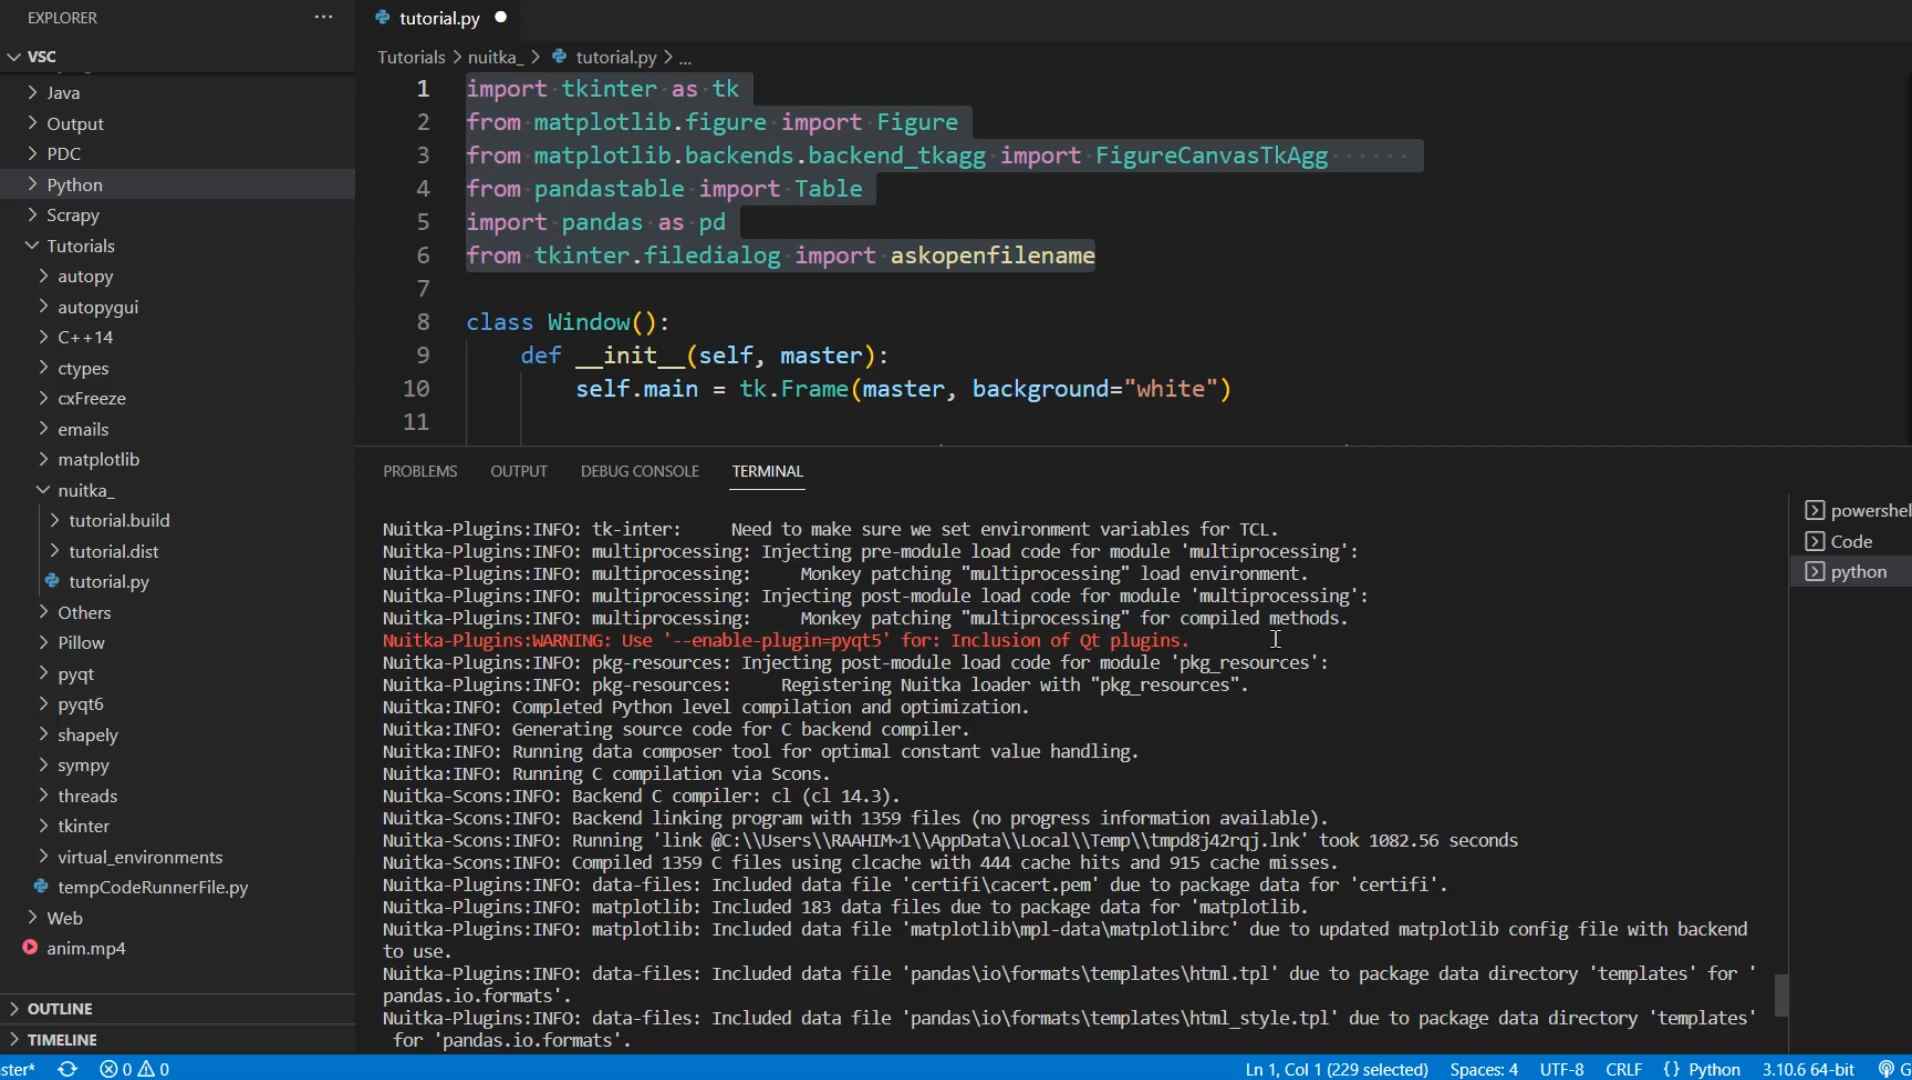 EXPLORER
···
tutorial.py
VSC
Tutorials > nuitka_ > tutorial.py > ...
Java
Output
PDC
Python
Scrapy
Tutorials
autopy
autopygui
C++14
ctypes
cxFreeze
emails
matplotlib
nuitka_
tutorial.build
tutorial.dist
tutorial.py
Others
Pillow
pyqt
pyqt6
shapely
sympy
threads
tkinter
virtual_environments
tempCodeRunnerFile.py
Web
anim.mp4
OUTLINE
TIMELINE
1 import tkinter as tk
2 from matplotlib.figure import Figure
3 from matplotlib.backends.backend_tkagg import FigureCanvasTkAgg ······
4 from pandastable import Table
5 import pandas as pd
6 from tkinter.filedialog import askopenfilename
7
8 class Window():
9 def __init__(self, master):
10 self.main = tk.Frame(master, background="white")
11
PROBLEMS OUTPUT DEBUG CONSOLE TERMINAL
powershel
Code
python
Nuitka-Plugins:INFO: tk-inter:     Need to make sure we set environment variables for TCL.
Nuitka-Plugins:INFO: multiprocessing: Injecting pre-module load code for module 'multiprocessing':
Nuitka-Plugins:INFO: multiprocessing:     Monkey patching "multiprocessing" load environment.
Nuitka-Plugins:INFO: multiprocessing: Injecting post-module load code for module 'multiprocessing':
Nuitka-Plugins:INFO: multiprocessing:     Monkey patching "multiprocessing" for compiled methods.
Nuitka-Plugins:WARNING: Use '--enable-plugin=pyqt5' for: Inclusion of Qt plugins.
Nuitka-Plugins:INFO: pkg-resources: Injecting post-module load code for module 'pkg_resources':
Nuitka-Plugins:INFO: pkg-resources:     Registering Nuitka loader with "pkg_resources".
Nuitka:INFO: Completed Python level compilation and optimization.
Nuitka:INFO: Generating source code for C backend compiler.
Nuitka:INFO: Running data composer tool for optimal constant value handling.
Nuitka:INFO: Running C compilation via Scons.
Nuitka-Scons:INFO: Backend C compiler: cl (cl 14.3).
Nuitka-Scons:INFO: Backend linking program with 1359 files (no progress information available).
Nuitka-Scons:INFO: Running 'link @C:\\Users\\RAAHIM~1\\AppData\\Local\\Temp\\tmpd8j42rqj.lnk' took 1082.56 seconds
Nuitka-Scons:INFO: Compiled 1359 C files using clcache with 444 cache hits and 915 cache misses.
Nuitka-Plugins:INFO: data-files: Included data file 'certifi\cacert.pem' due to package data for 'certifi'.
Nuitka-Plugins:INFO: matplotlib: Included 183 data files due to package data for 'matplotlib.
Nuitka-Plugins:INFO: matplotlib: Included data file 'matplotlib\mpl-data\matplotlibrc' due to updated matplotlib config file with backend
to use.
Nuitka-Plugins:INFO: data-files: Included data file 'pandas\io\formats\templates\html.tpl' due to package data directory 'templates' for '
pandas.io.formats'.
Nuitka-Plugins:INFO: data-files: Included data file 'pandas\io\formats\templates\html_style.tpl' due to package data directory 'templates'
for 'pandas.io.formats'.
ster* 0 0 Ln 1, Col 1 (229 selected) Spaces: 4 UTF-8 CRLF {} Python 3.10.6 64-bit G